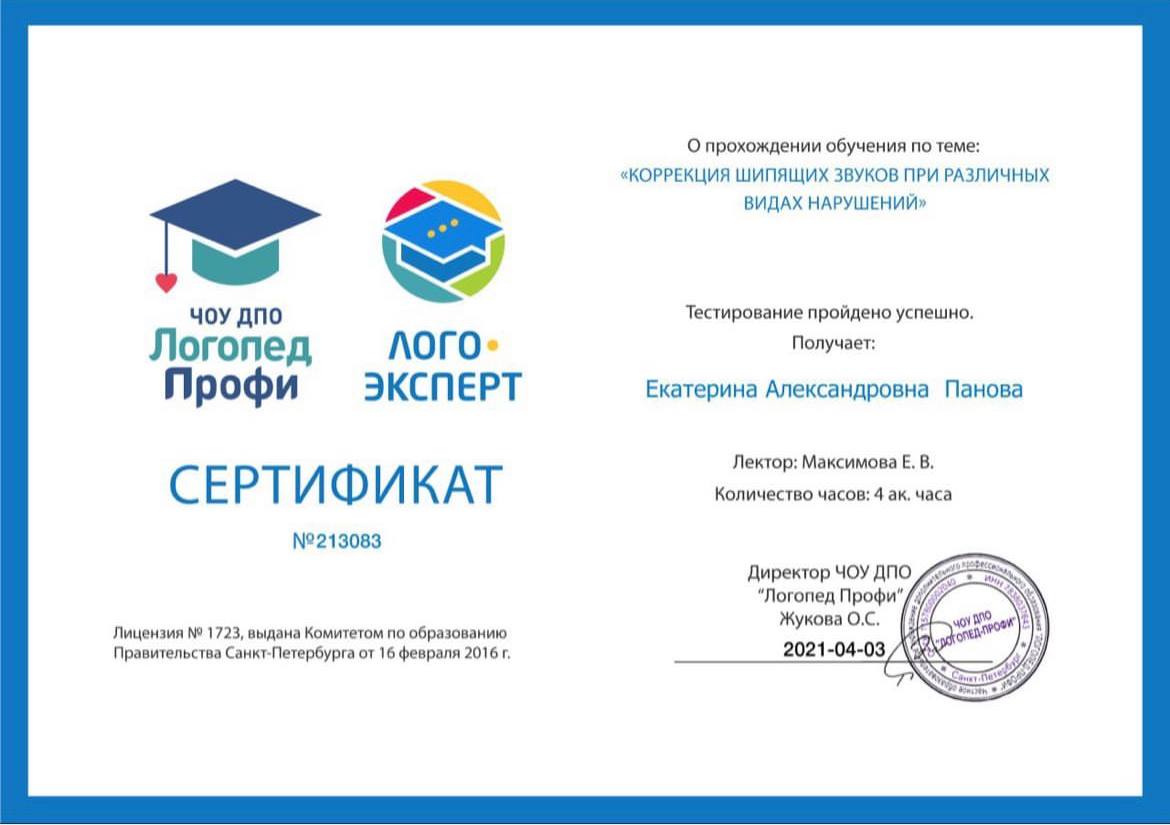 ЧОУ ДПО
Логопед
Профи
ЛОГО
ЭКСПЕРТ
СЕРТИФИКАТ
№213083
Лицензия № 1723, выдана Комитетом по образованию
Правительства Санкт-Петербурга от 16 февраля 2016 г.
О прохождении обучения по теме:
«КОРРЕКЦИЯ ШИПЯЩИХ ЗВУКОВ ПРИ РАЗЛИЧНЫХ
ВИДАХ НАРУШЕНИЙ»
Тестирование пройдено успешно.
Получает:
Екатерина Александровна Панова
Лектор: Максимова Е. В.
Количество часов: 4 ак. часа
Директор ЧОУ ДПО
"Логопед Профи"
Жукова О.С.
2021-04-03
ЧОУ ДПО
"ЛОГОПЕД-ПРОФИ"
Санкт-Петербург